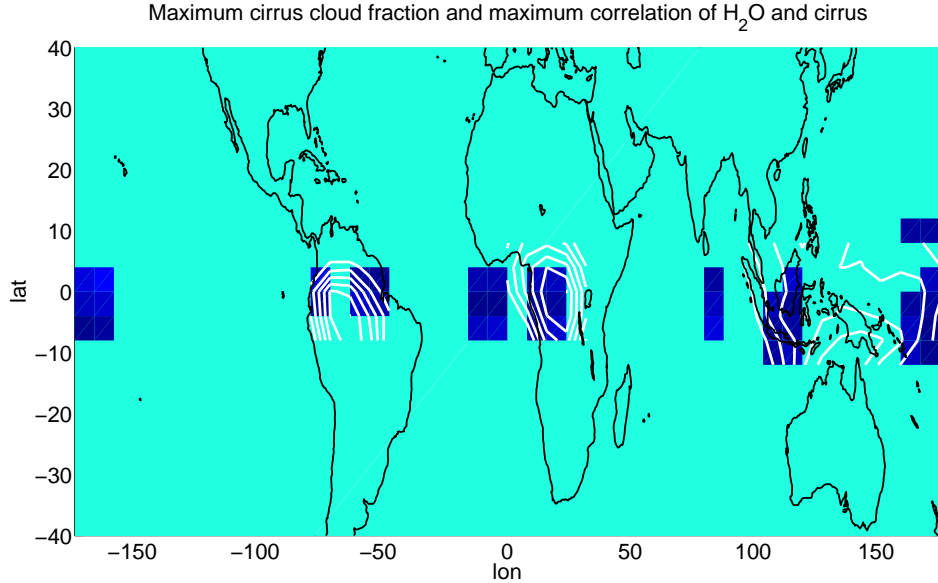 Maximum cirrus cloud fraction and maximum correlation of H₂O and cirrus
40
30
20
10
0
−10
−20
−30
−40
lat
−150 −100 −50 0 50 100 150
lon